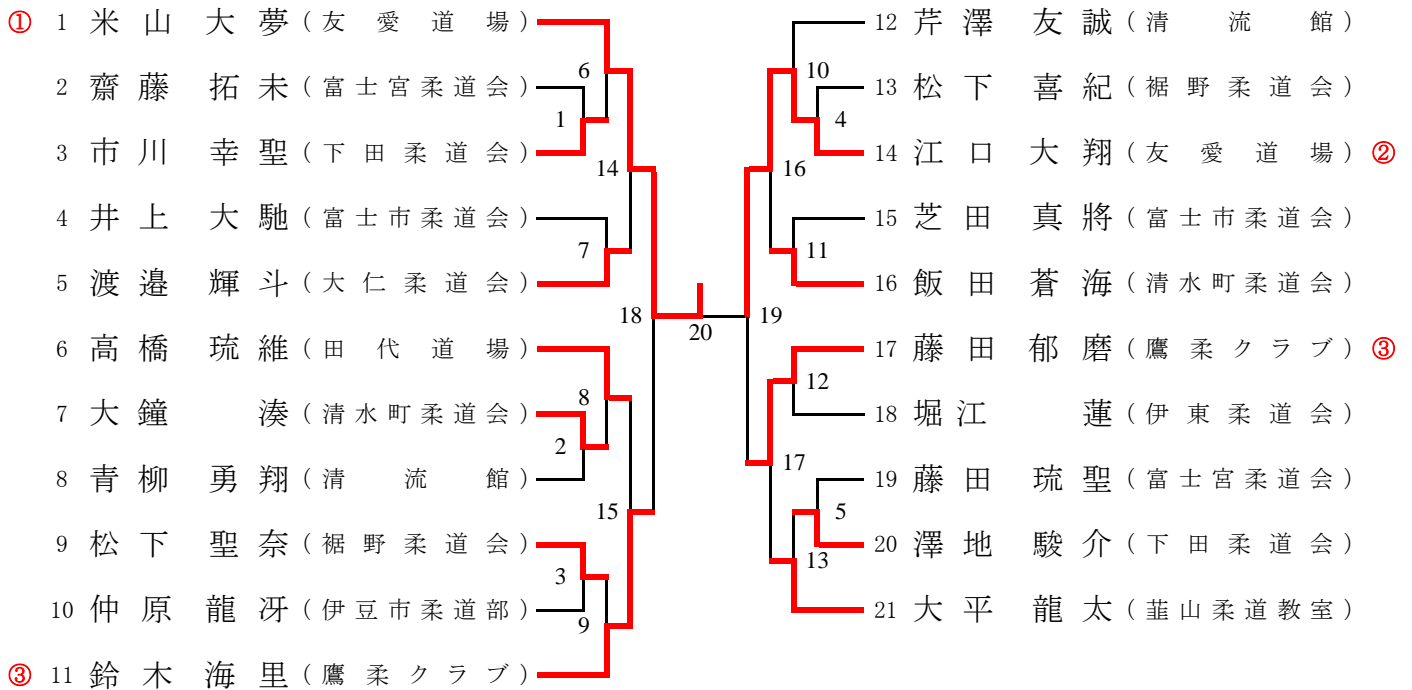 ① 1 米山 大夢 (友愛道場)
2 齋藤 拓未 (富士宮柔道会)
3 市川 幸聖 (下田柔道会)
4 井上 大馳 (富士市柔道会)
5 渡邉 輝斗 (大仁柔道会)
6 高橋 琉維 (田代道場)
7 大鐘 湊 (清水町柔道会)
8 青柳 勇翔 (清流館)
9 松下 聖奈 (裾野柔道会)
10 仲原 龍冴 (伊豆市柔道部)
③ 11 鈴木 海里 (鷹柔クラブ)
6
1
14
7
18
8
2
15
3
9
20
10
4
16
11
19
12
17
5
13
12 芹澤 友誠 (清流館)
13 松下 喜紀 (裾野柔道会)
14 江口 大翔 (友愛道場) ②
15 芝田 真將 (富士市柔道会)
16 飯田 蒼海 (清水町柔道会)
17 藤田 郁磨 (鷹柔クラブ) ③
18 堀江 蓮 (伊東柔道会)
19 藤田 琉聖 (富士宮柔道会)
20 澤地 駿介 (下田柔道会)
21 大平 龍太 (韮山柔道教室)